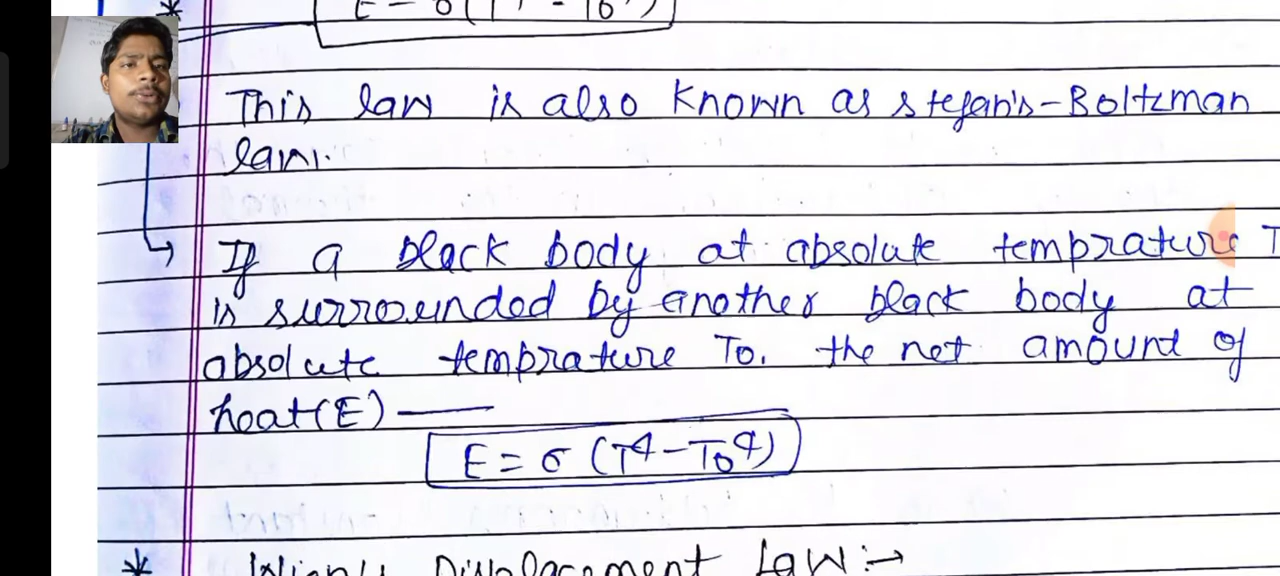 This law is also known as stefan's-Boltzman
law.
If a black body at absolute temprature T
is surrounded by another black body at
absolute temprature To. the net amount of
heat(E) —
E = σ (T⁴ - To⁴)
* Displacement Law:→